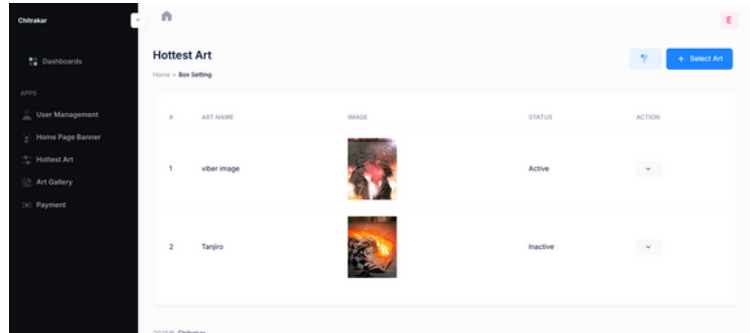 Chitrakar
E
Dashboards
APPS
User Management
Home Page Banner
Hottest Art
Art Gallery
Payment
Hottest Art
Home - Box Setting
+ Select Art
# ART NAME IMAGE STATUS ACTION
1 viber image Active
2 Tanjiro Inactive
Chitrakar